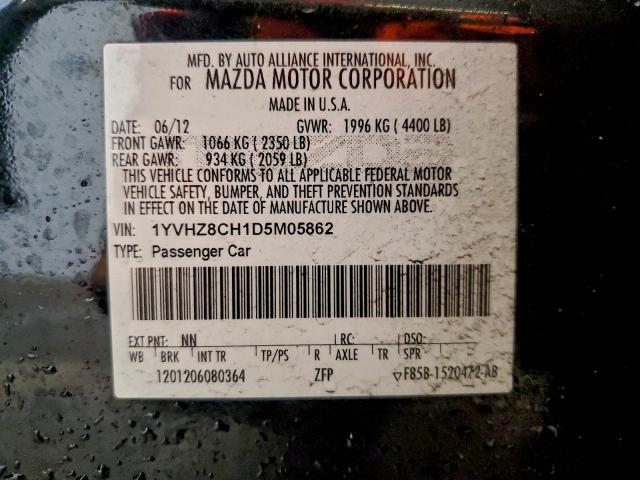 MFD. BY AUTO ALLIANCE INTERNATIONAL, INC.
FOR MAZDA MOTOR CORPORATION
MADE IN U.S.A.
DATE: 06/12 GVWR: 1996 KG ( 4400 LB)
FRONT GAWR: 1066 KG ( 2350 LB)
REAR GAWR: 934 KG ( 2059 LB)
THIS VEHICLE CONFORMS TO ALL APPLICABLE FEDERAL MOTOR
VEHICLE SAFETY, BUMPER, AND THEFT PREVENTION STANDARDS
IN EFFECT ON THE DATE OF MANUFACTURE SHOWN ABOVE.
VIN: 1YVHZ8CH1D5M05862
TYPE: Passenger Car
EXT PNT: NN RC: DSO:
WB BRK INT TR TP/PS R AXLE TR SPR
1201206080364 ZFP ▽F85B-1520472-AB